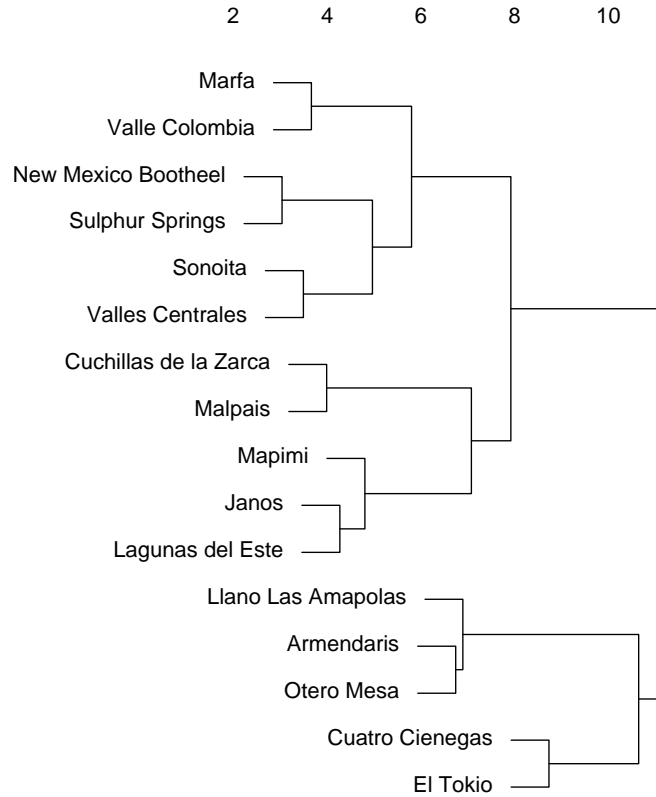 2 4 6 8 10
Marfa
Valle Colombia
New Mexico Bootheel
Sulphur Springs
Sonoita
Valles Centrales
Cuchillas de la Zarca
Malpais
Mapimi
Janos
Lagunas del Este
Llano Las Amapolas
Armendaris
Otero Mesa
Cuatro Cienegas
El Tokio